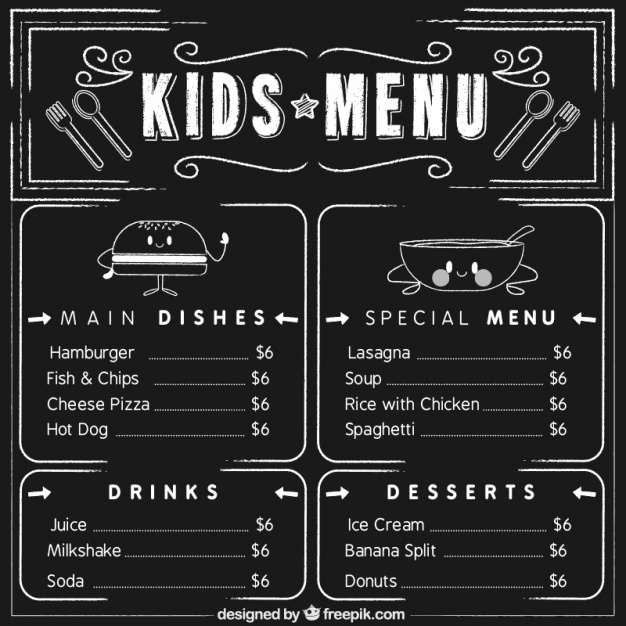 KIDS MENU
MAIN DISHES
Hamburger $6
Fish & Chips $6
Cheese Pizza $6
Hot Dog $6
SPECIAL MENU
Lasagna $6
Soup $6
Rice with Chicken $6
Spaghetti $6
DRINKS
Juice $6
Milkshake $6
Soda $6
DESSERTS
Ice Cream $6
Banana Split $6
Donuts $6
designed by freepik.com